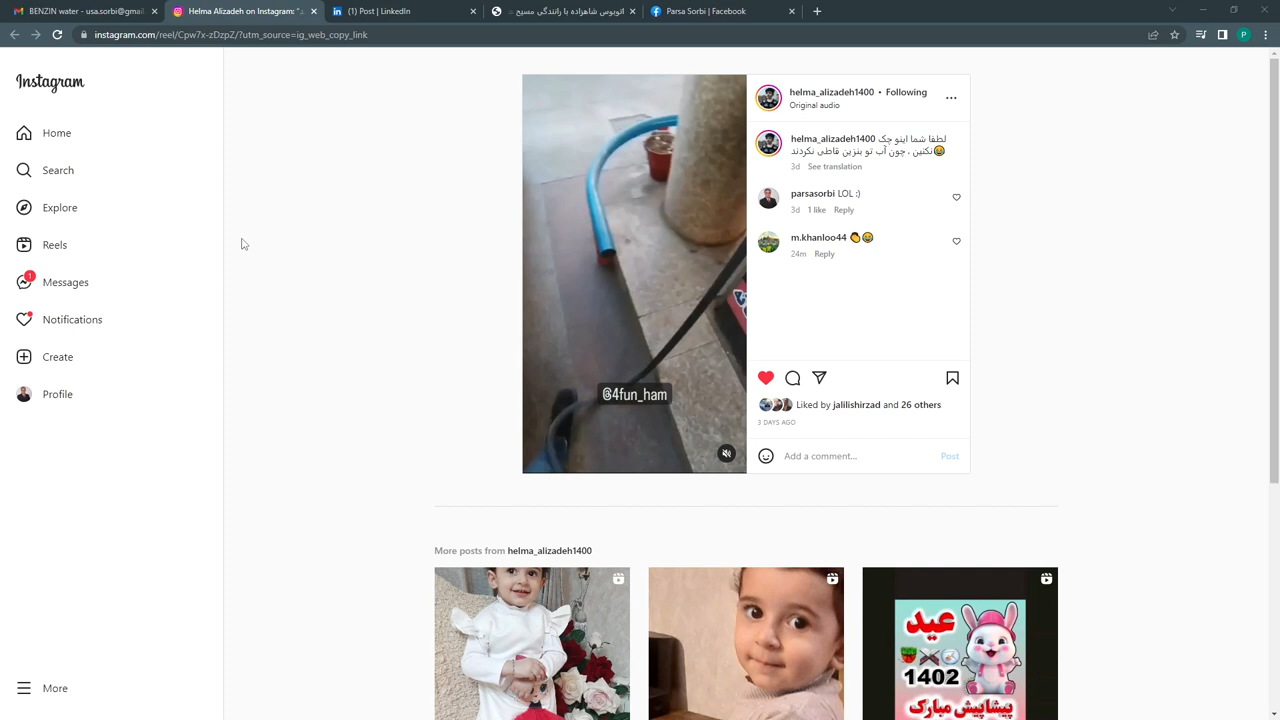 BENZIN water - usa.sorbi@gmail
Helma Alizadeh on Instagram: "
(1) Post | LinkedIn
اتوبوس شاهزاده با رانندگی مسیح
Parsa Sorbi | Facebook
instagram.com/reel/Cpw7x-zDzpZ/?utm_source=ig_web_copy_link
P
Instagram
Home
Search
Explore
Reels
1
Messages
Notifications
Create
Profile
More
@4fun_ham
helma_alizadeh1400 • Following
Original audio
helma_alizadeh1400 لطفا شما اینو چک
نکنین ، چون آب تو بنزین قاطی نکردند😂
3d See translation
parsasorbi LOL :)
3d 1 like Reply
m.khanloo44 👏😂
24m Reply
Liked by jalilishirzad and 26 others
3 DAYS AGO
Add a comment...
Post
More posts from helma_alizadeh1400
عید
1402
پیشاپیش مبارک